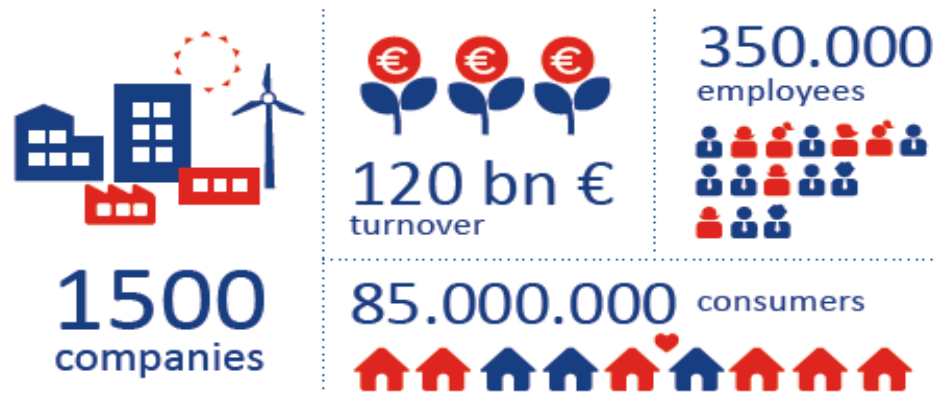 1500
companies
€ € €
120 bn €
turnover
350.000
employees
85.000.000 consumers